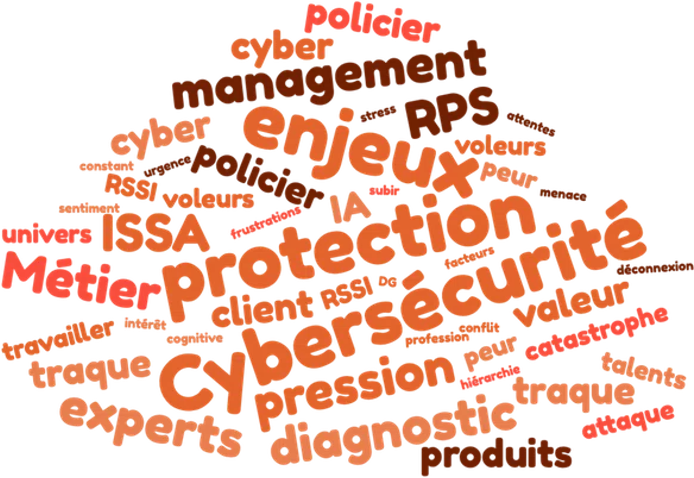 policier
cyber
management
stress
RPS
attentes
enjeux
cyber
voleurs
constant
urgence
policier
peur
RSSI
voleurs
subir
menace
sentiment
IA
frustrations
univers
ISSA
protection
facteurs
déconnexion
Métier
client
RSSI
DG
Cybersécurité
valeur
travailler
intérêt
cognitive
profession
conflit
catastrophe
traque
peur
pression
hiérarchie
talents
traque
experts
diagnostic
attaque
produits